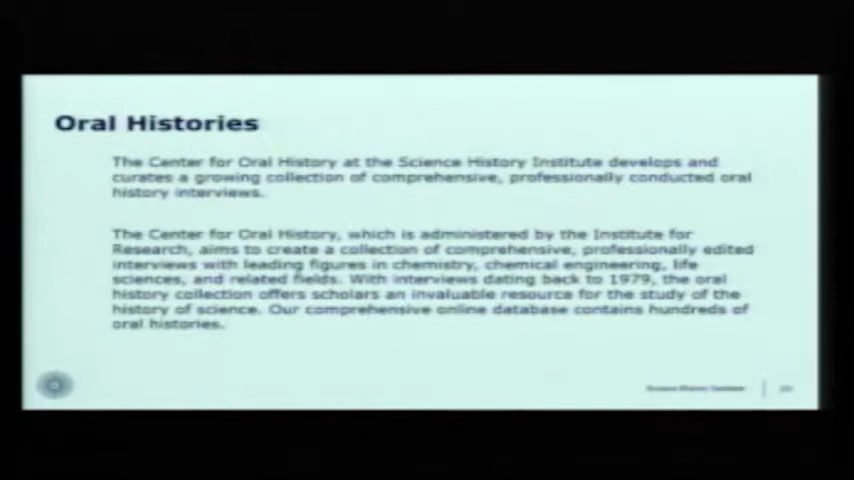 Oral Histories
The Center for Oral History at the Science History Institute develops and
curates a growing collection of comprehensive, professionally conducted oral
history interviews.
The Center for Oral History, which is administered by the Institute for
Research, aims to create a collection of comprehensive, professionally edited
interviews with leading figures in chemistry, chemical engineering, life
sciences, and related fields. With interviews dating back to 1979, the oral
history collection offers scholars an invaluable resource for the study of the
history of science. Our comprehensive online database contains hundreds of
oral histories.
Science History Institute